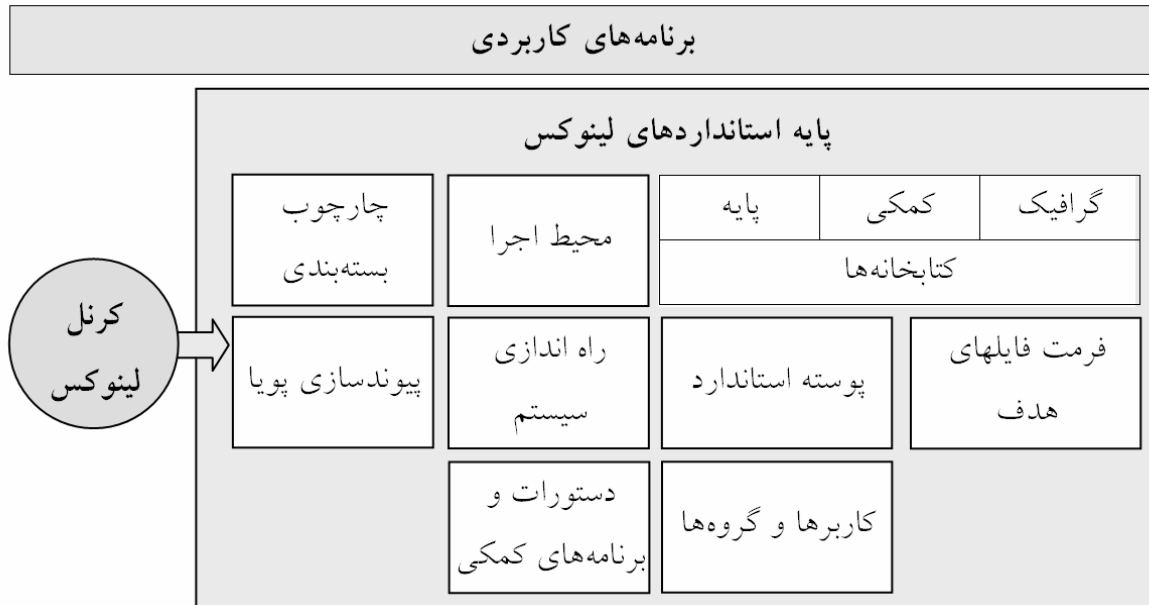 برنامه‌های کاربردی
پایه استانداردهای لینوکس
گرافیک
کمکی
پایه
کتابخانه‌ها
محیط اجرا
چارچوب
بسته‌بندی
فرمت فایلهای
هدف
پوسته استاندارد
راه اندازی
سیستم
پیوندسازی پویا
کرنل
لینوکس
کاربرها و گروه‌ها
دستورات و
برنامه‌های کمکی